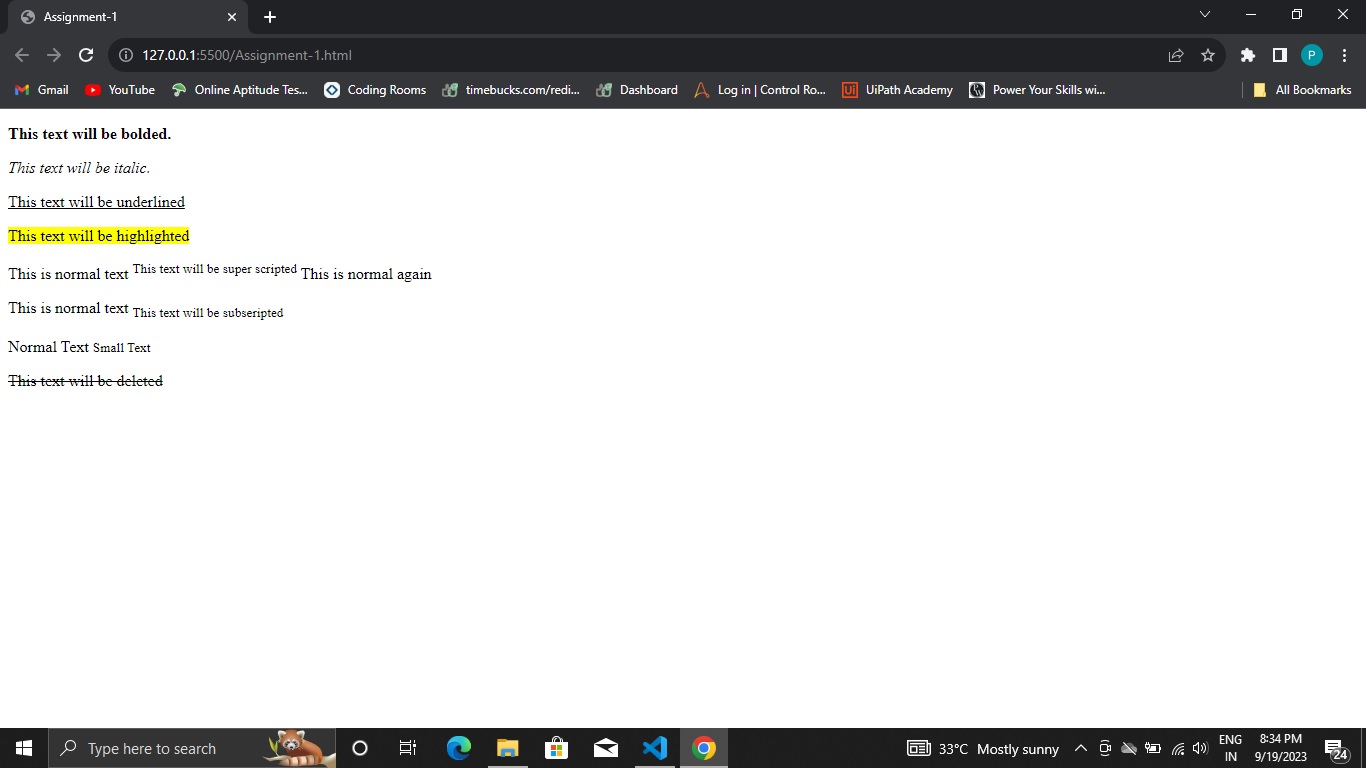 Assignment-1
127.0.0.1:5500/Assignment-1.html
P
Gmail YouTube Online Aptitude Tes... Coding Rooms timebucks.com/redi... Dashboard Log in | Control Ro... Ui UiPath Academy Power Your Skills wi... All Bookmarks
This text will be bolded.
This text will be italic.
This text will be underlined
This text will be highlighted
This is normal text This text will be super scripted This is normal again
This is normal text This text will be subseripted
Normal Text Small Text
This text will be deleted
Type here to search
33°C Mostly sunny
ENG
IN
8:34 PM
9/19/2023
24